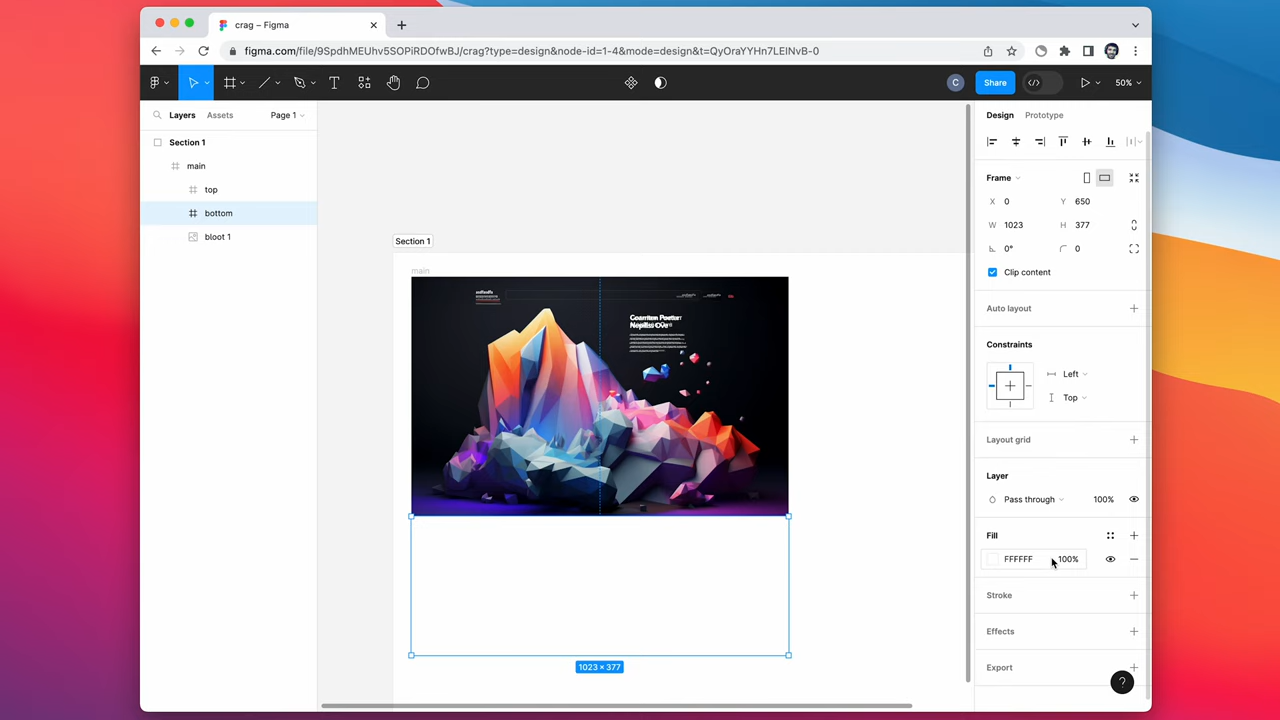 crag – Figma
figma.com/file/9SpdhMEUhv5SOPiRDOfwBJ/crag?type=design&node-id=1-4&mode=design&t=QyOraYYHn7LEINvB-0
C
Share
50%
Layers
Assets
Page 1
Section 1
main
top
bottom
bloot 1
Section 1
main
1023 × 377
Design
Prototype
Frame
X 0
Y 650
W 1023
H 377
0°
0
Clip content
Auto layout
Constraints
Left
Top
Layout grid
Layer
Pass through
100%
Fill
FFFFFF
100%
Stroke
Effects
Export
?